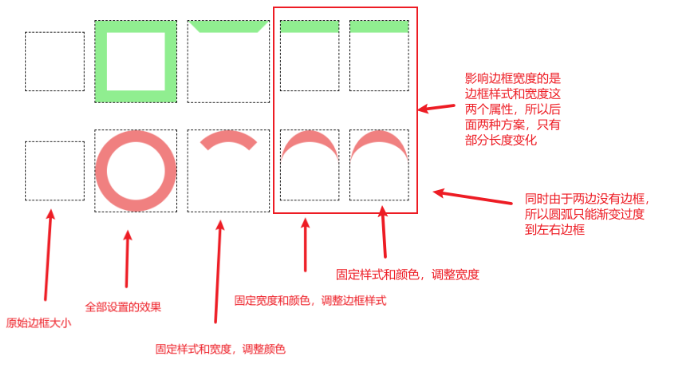 影响边框宽度的是
边框样式和宽度这
两个属性，所以后
面两种方案，只有
部分长度变化
同时由于两边没有边框，
所以圆弧只能渐变过度
到左右边框
固定样式和颜色，调整宽度
固定宽度和颜色，调整边框样式
全部设置的效果
原始边框大小
固定样式和宽度，调整颜色